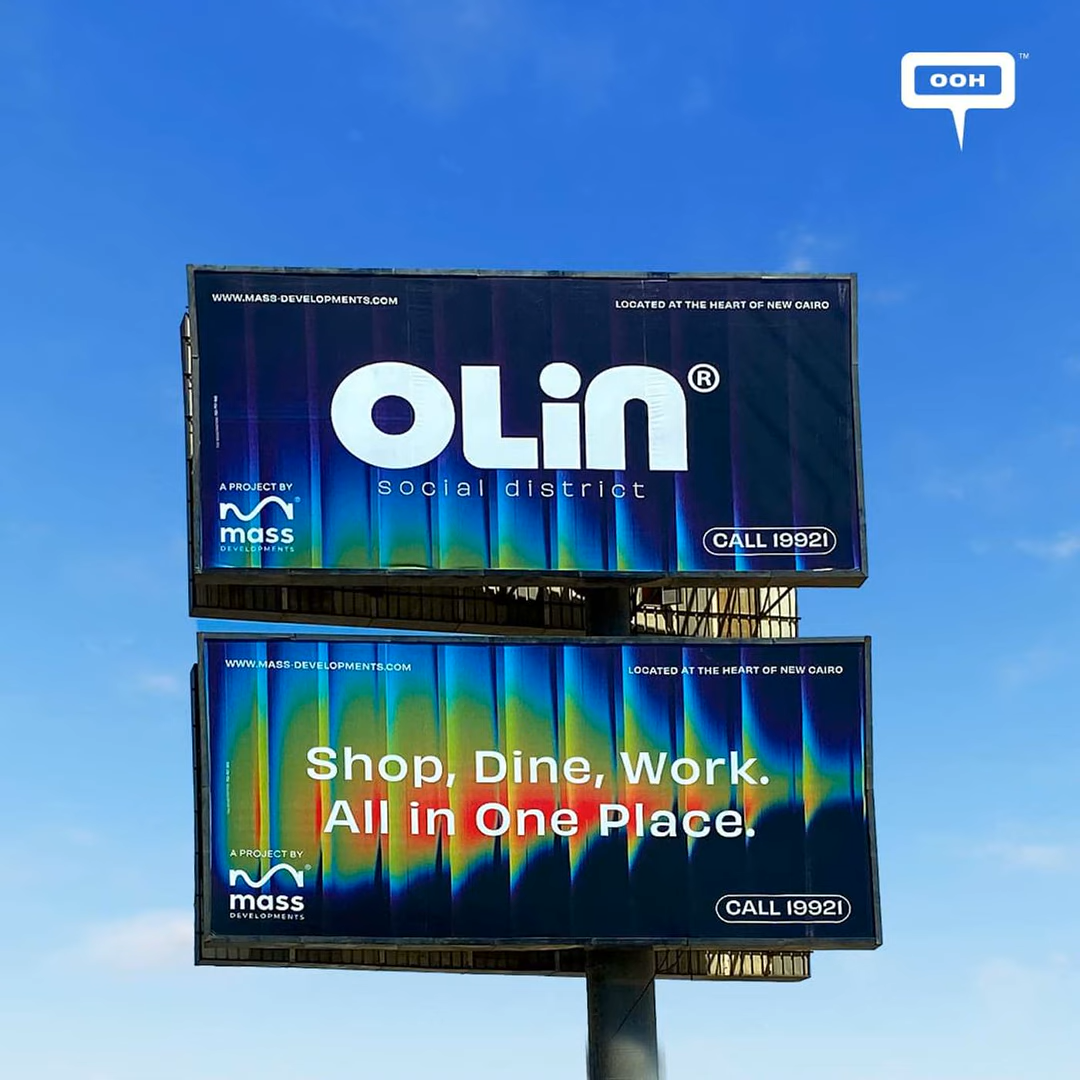 OOH
TM
WWW.MASS-DEVELOPMENTS.COM
LOCATED AT THE HEART OF NEW CAIRO
OLiN®
social district
A PROJECT BY
mass®
DEVELOPMENTS
CALL 19921
WWW.MASS-DEVELOPMENTS.COM
LOCATED AT THE HEART OF NEW CAIRO
Shop, Dine, Work.
All in One Place.
A PROJECT BY
mass®
DEVELOPMENTS
CALL 19921